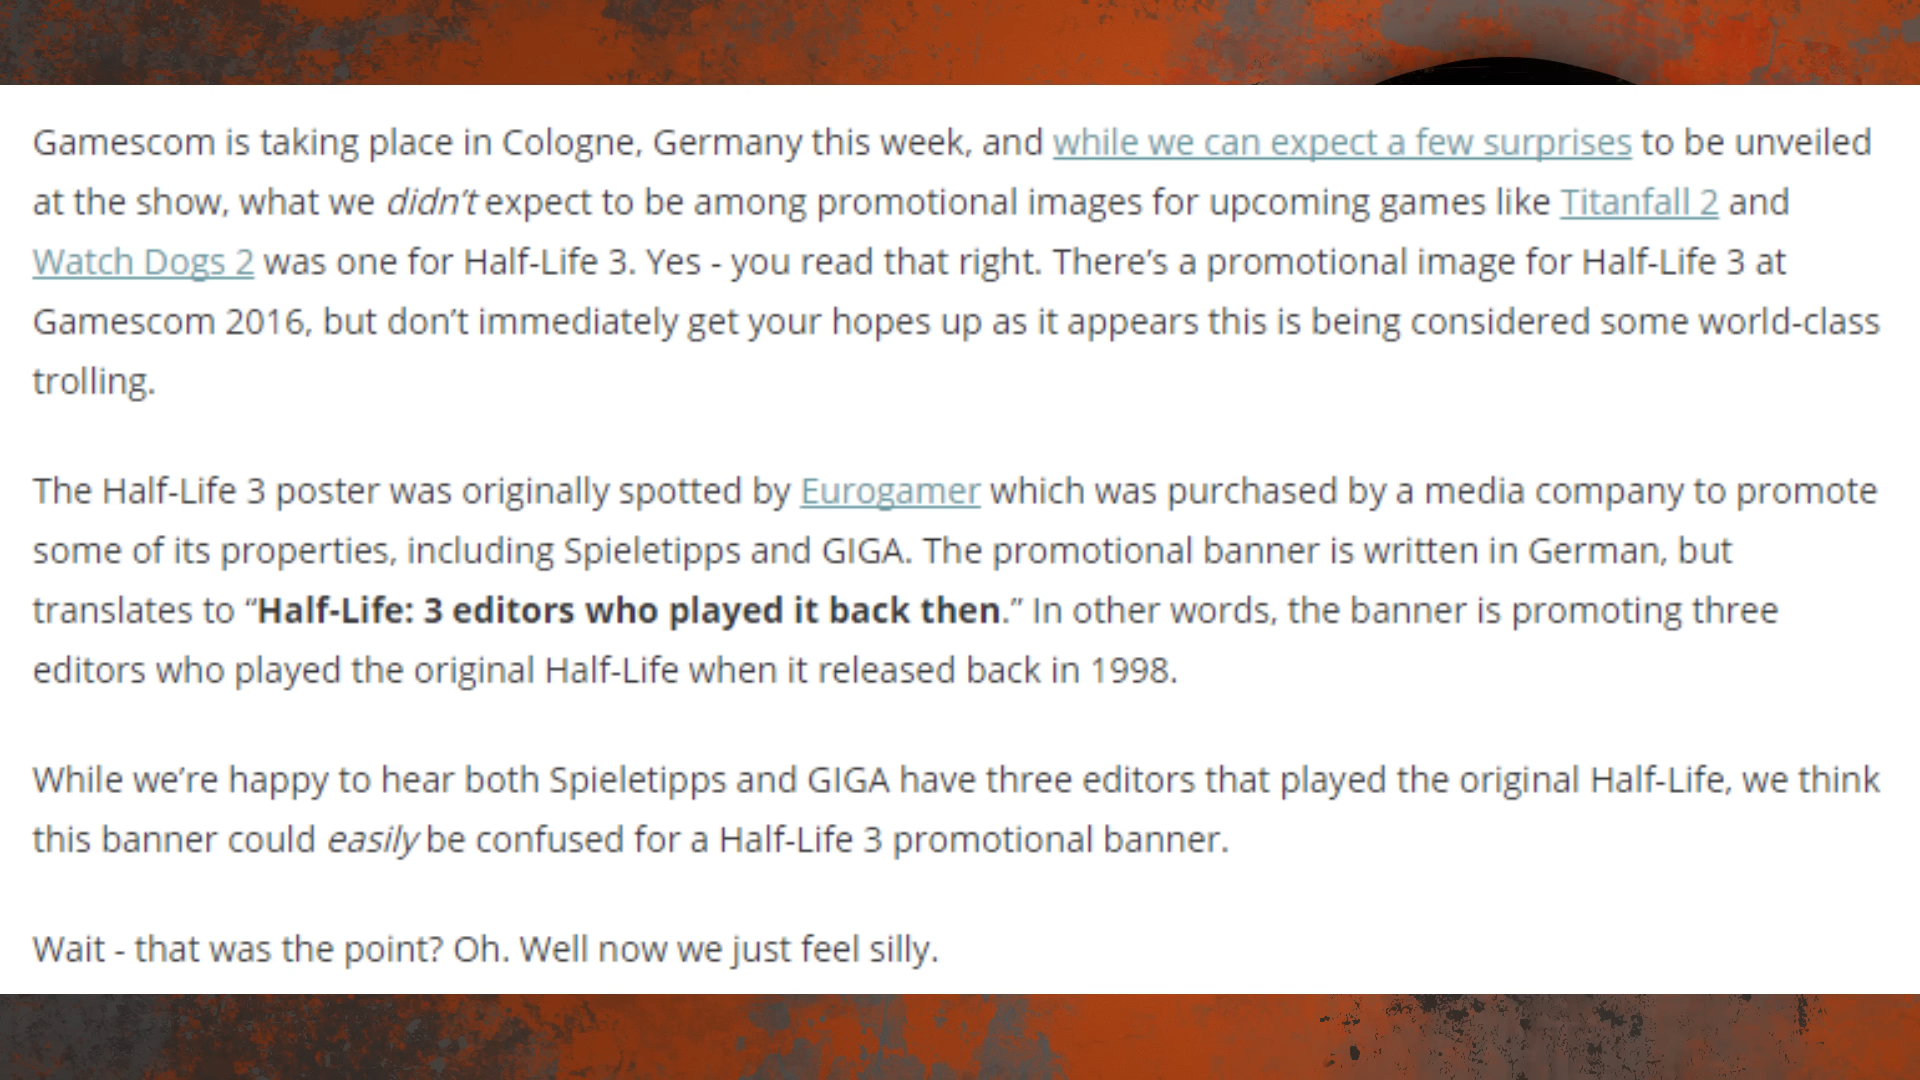 Gamescom is taking place in Cologne, Germany this week, and while we can expect a few surprises to be unveiled
at the show, what we didn’t expect to be among promotional images for upcoming games like Titanfall 2 and
Watch Dogs 2 was one for Half-Life 3. Yes - you read that right. There’s a promotional image for Half-Life 3 at
Gamescom 2016, but don’t immediately get your hopes up as it appears this is being considered some world-class
trolling.
The Half-Life 3 poster was originally spotted by Eurogamer which was purchased by a media company to promote
some of its properties, including Spieletipps and GIGA. The promotional banner is written in German, but
translates to “Half-Life: 3 editors who played it back then.” In other words, the banner is promoting three
editors who played the original Half-Life when it released back in 1998.
While we’re happy to hear both Spieletipps and GIGA have three editors that played the original Half-Life, we think
this banner could easily be confused for a Half-Life 3 promotional banner.
Wait - that was the point? Oh. Well now we just feel silly.